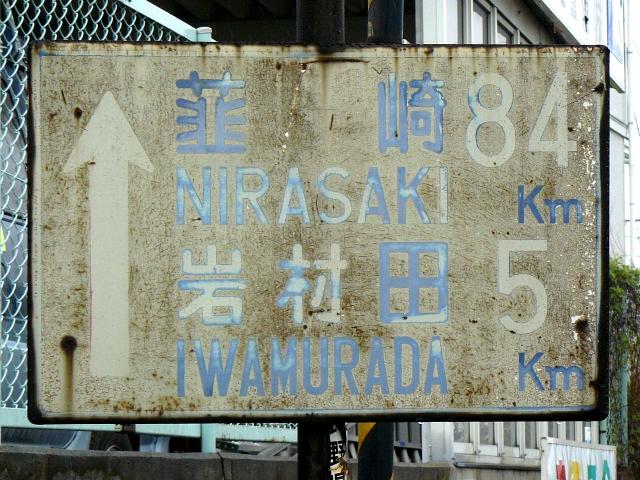 韮崎 84
NIRASAKI Km
岩村田 5
IWAMURADA Km